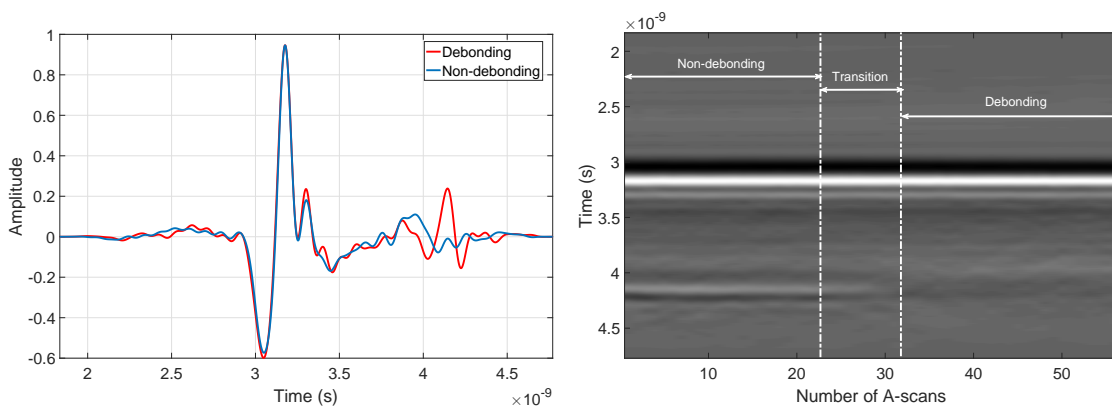 1
0.8
0.6
0.4
0.2
0
-0.2
-0.4
-0.6
Amplitude
2 2.5 3 3.5 4 4.5
Time (s)
×10⁻⁹
Debonding
Non-debonding
×10⁻⁹
2
2.5
3
3.5
4
4.5
Time (s)
Non-debonding
Transition
Debonding
10 20 30 40 50
Number of A-scans